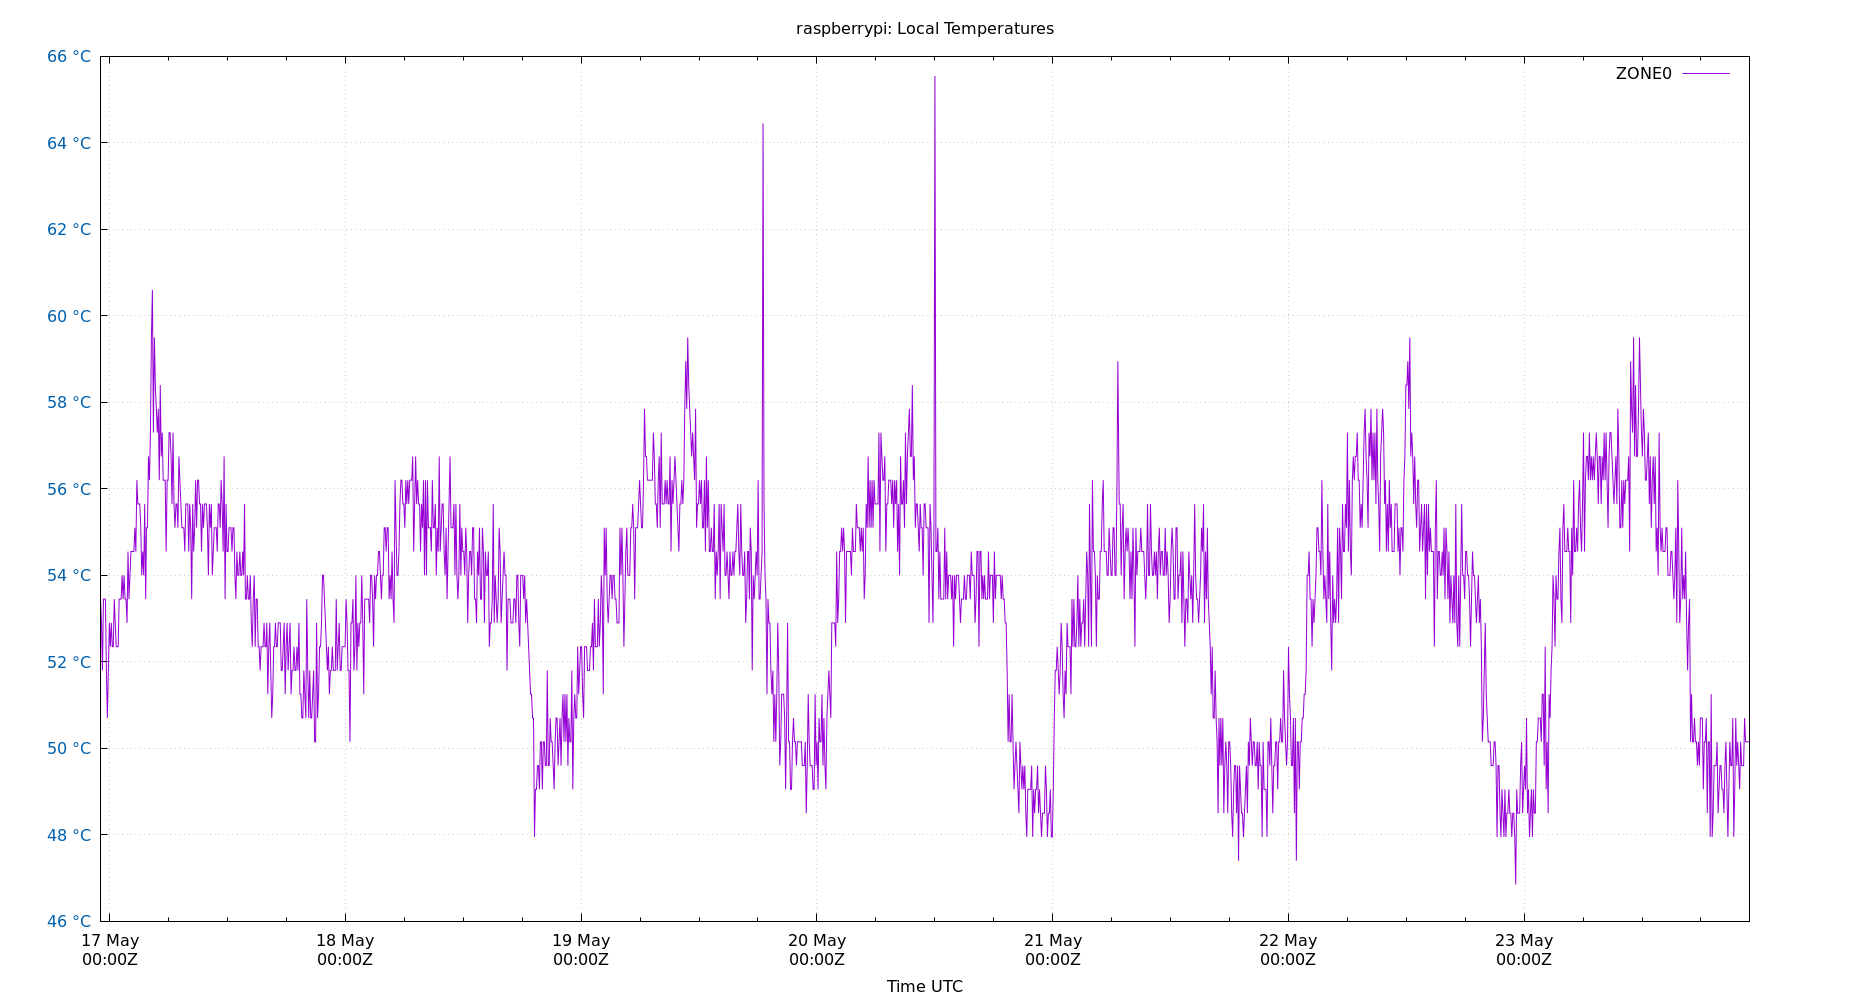 raspberrypi: Local Temperatures
ZONE0
66 °C
64 °C
62 °C
60 °C
58 °C
56 °C
54 °C
52 °C
50 °C
48 °C
46 °C
17 May 18 May 19 May 20 May 21 May 22 May 23 May
00:00Z 00:00Z 00:00Z 00:00Z 00:00Z 00:00Z 00:00Z
Time UTC